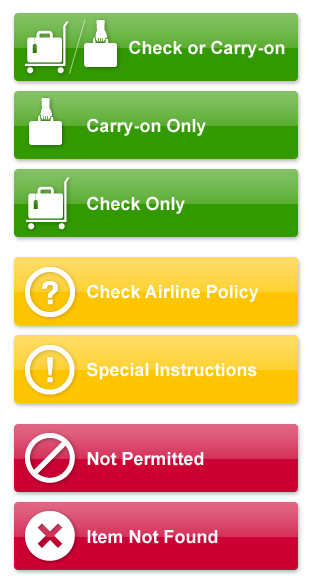 Check or Carry-on
Carry-on Only
Check Only
? Check Airline Policy
! Special Instructions
Not Permitted
Item Not Found